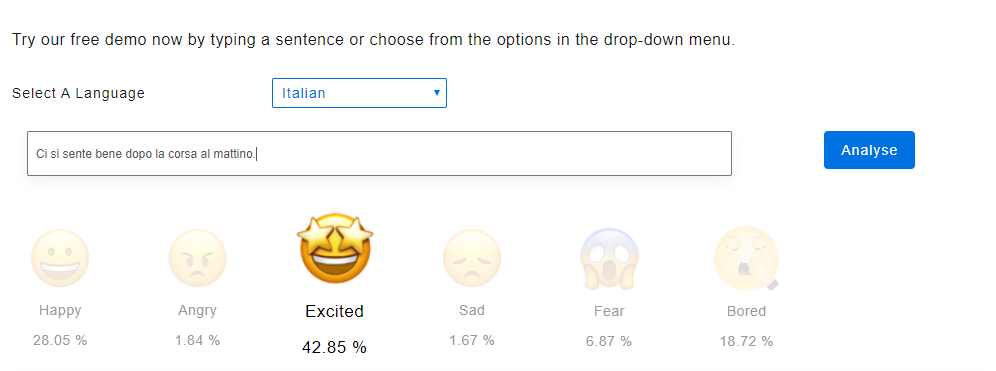 Try our free demo now by typing a sentence or choose from the options in the drop-down menu.
Select A Language
Italian
Ci si sente bene dopo la corsa al mattino.
Analyse
Happy Angry Excited Sad Fear Bored
28.05 % 1.84 % 42.85 % 1.67 % 6.87 % 18.72 %